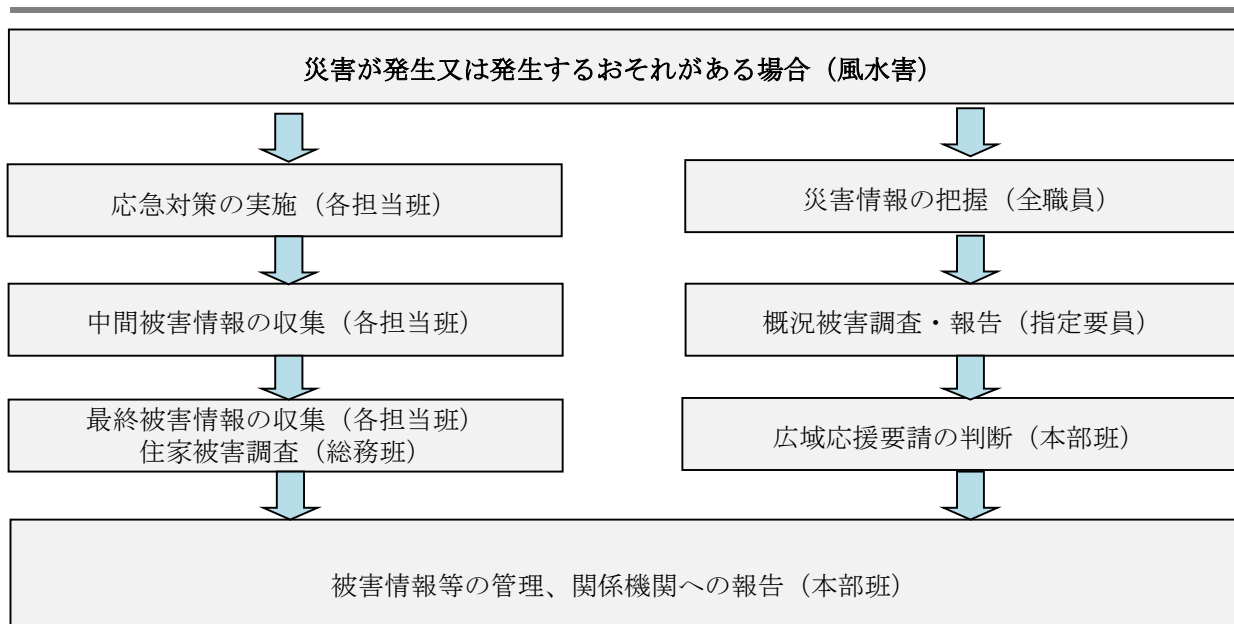 災害が発生又は発生するおそれがある場合（風水害）
応急対策の実施（各担当班）
中間被害情報の収集（各担当班）
最終被害情報の収集（各担当班）
住家被害調査（総務班）
災害情報の把握（全職員）
概況被害調査・報告（指定要員）
広域応援要請の判断（本部班）
被害情報等の管理、関係機関への報告（本部班）